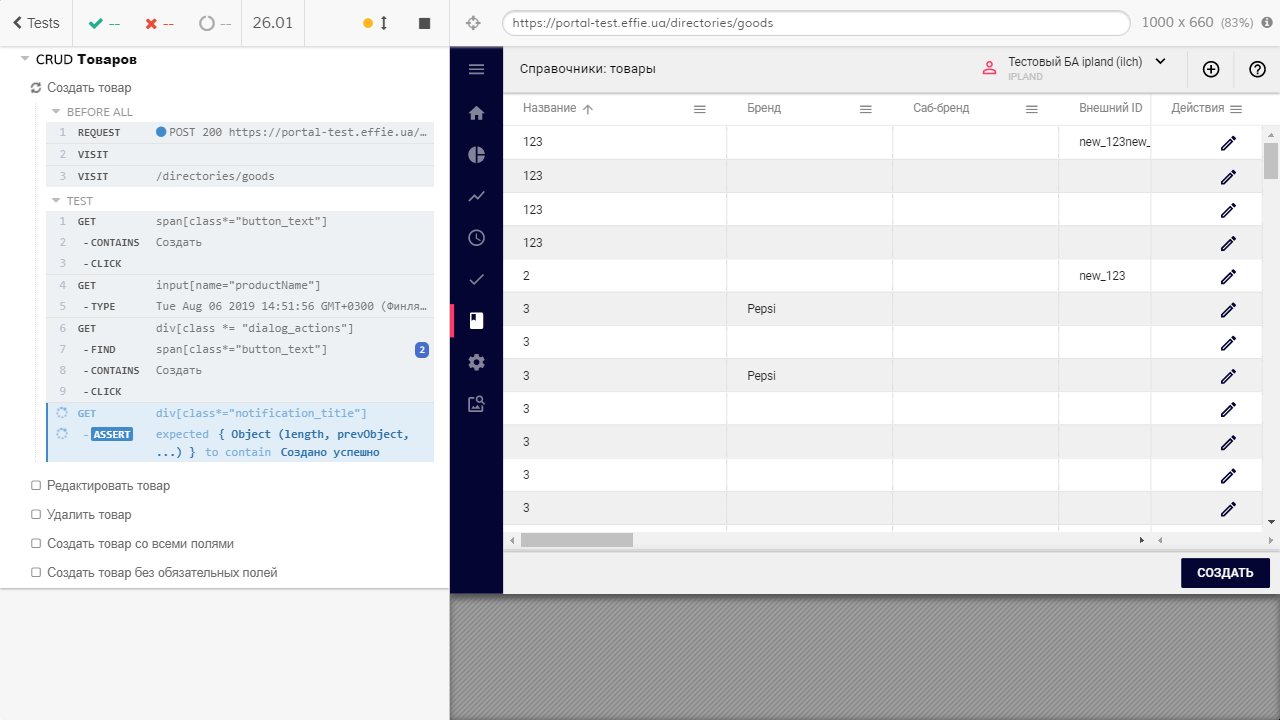 Tests
--
--
--
26.01
https://portal-test.effie.ua/directories/goods
1000 x 660 (83%)
CRUD Товаров
Создать товар
BEFORE ALL
1 REQUEST POST 200 https://portal-test.effie.ua/…
2 VISIT
3 VISIT /directories/goods
TEST
1 GET span[class*="button_text"]
2 -CONTAINS Создать
3 -CLICK
4 GET input[name="productName"]
5 -TYPE Tue Aug 06 2019 14:51:56 GMT+0300 (Финля…
6 GET div[class *= "dialog_actions"]
7 -FIND span[class*="button_text"] 2
8 -CONTAINS Создать
9 -CLICK
GET div[class*="notification_title"]
-ASSERT expected { Object (length, prevObject,
...) } to contain Создано успешно
Редактировать товар
Удалить товар
Создать товар со всеми полями
Создать товар без обязательных полей
Справочники: товары
Тестовый БА ipland (ilch)
IPLAND
Название Бренд Саб-бренд Внешний ID ействия
123 new_123new_
123
123
123
2 new_123
3 Pepsi
3
3 Pepsi
3
3
3
3
СОЗДАТЬ